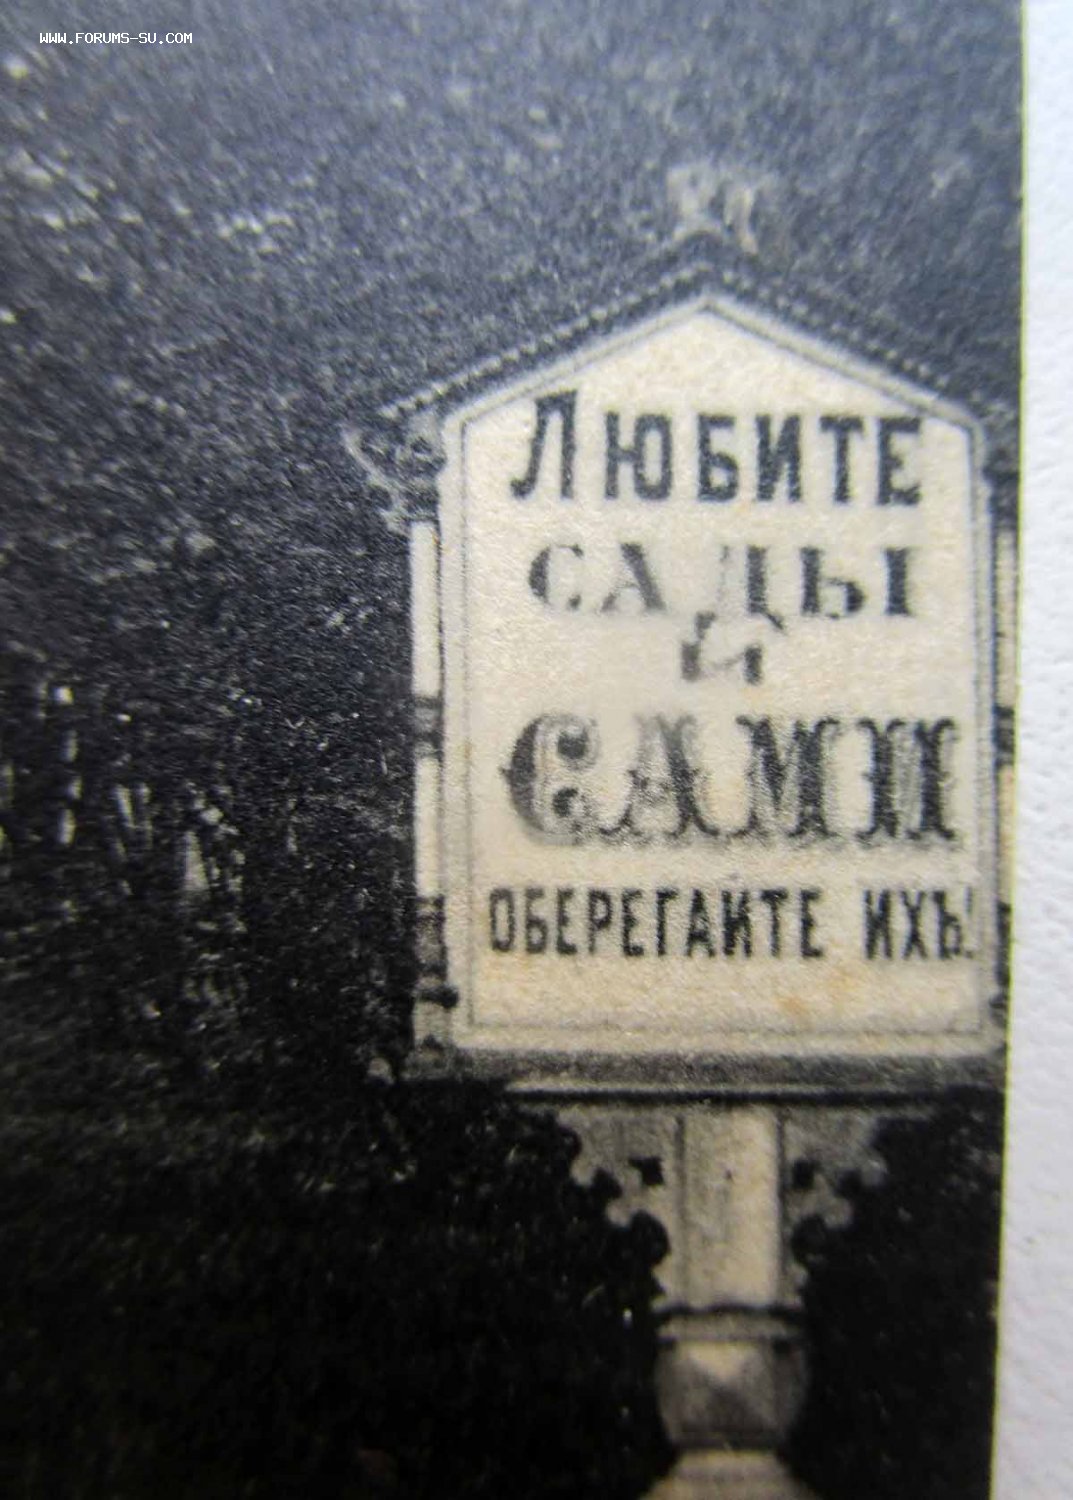 WWW.FORUMS-SU.COM
ЛЮБИТЕ
САДЫ
И
САМИ
ОБЕРЕГАЙТЕ ИХЪ!